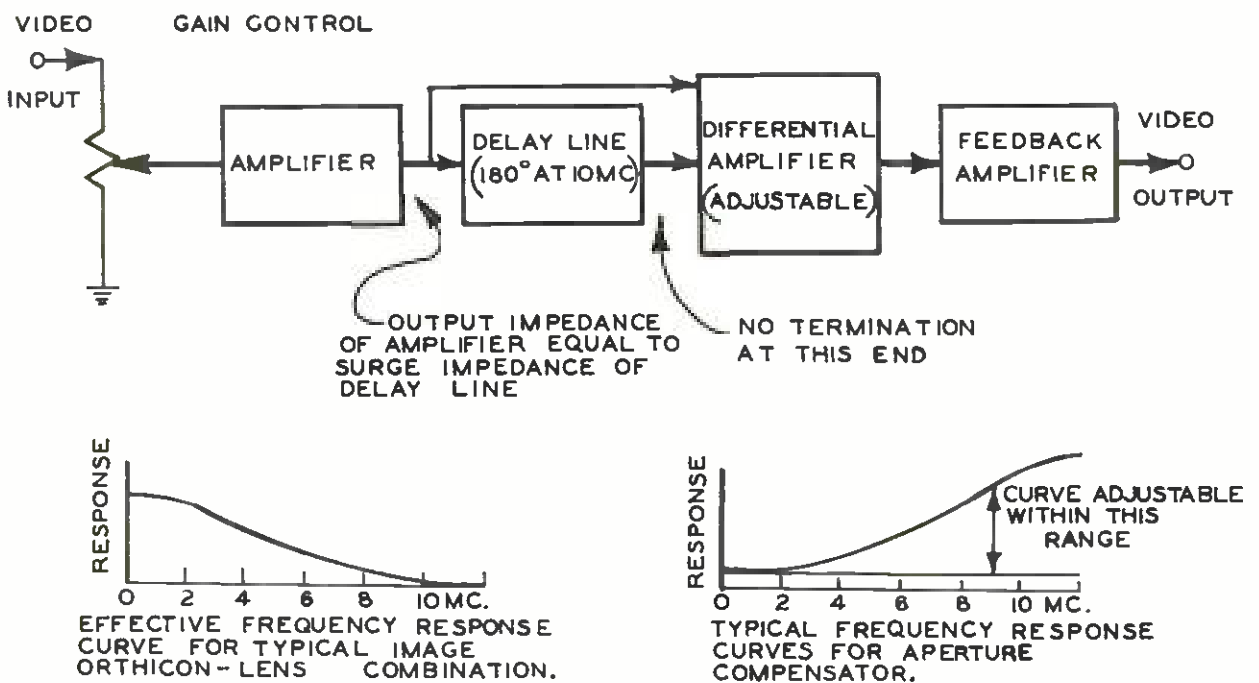 VIDEO
GAIN CONTROL
INPUT
AMPLIFIER
DELAY LINE
(180° AT 10MC)
DIFFERENTIAL
AMPLIFIER
(ADJUSTABLE)
FEEDBACK
AMPLIFIER
VIDEO
OUTPUT
OUTPUT IMPEDANCE
OF AMPLIFIER EQUAL TO
SURGE IMPEDANCE OF
DELAY LINE
NO TERMINATION
AT THIS END
RESPONSE
0 2 4 6 8 10 MC.
EFFECTIVE FREQUENCY RESPONSE
CURVE FOR TYPICAL IMAGE
ORTHICON-LENS COMBINATION.
RESPONSE
CURVE ADJUSTABLE
WITHIN THIS
RANGE
0 2 4 6 8 10 MC.
TYPICAL FREQUENCY RESPONSE
CURVES FOR APERTURE
COMPENSATOR.